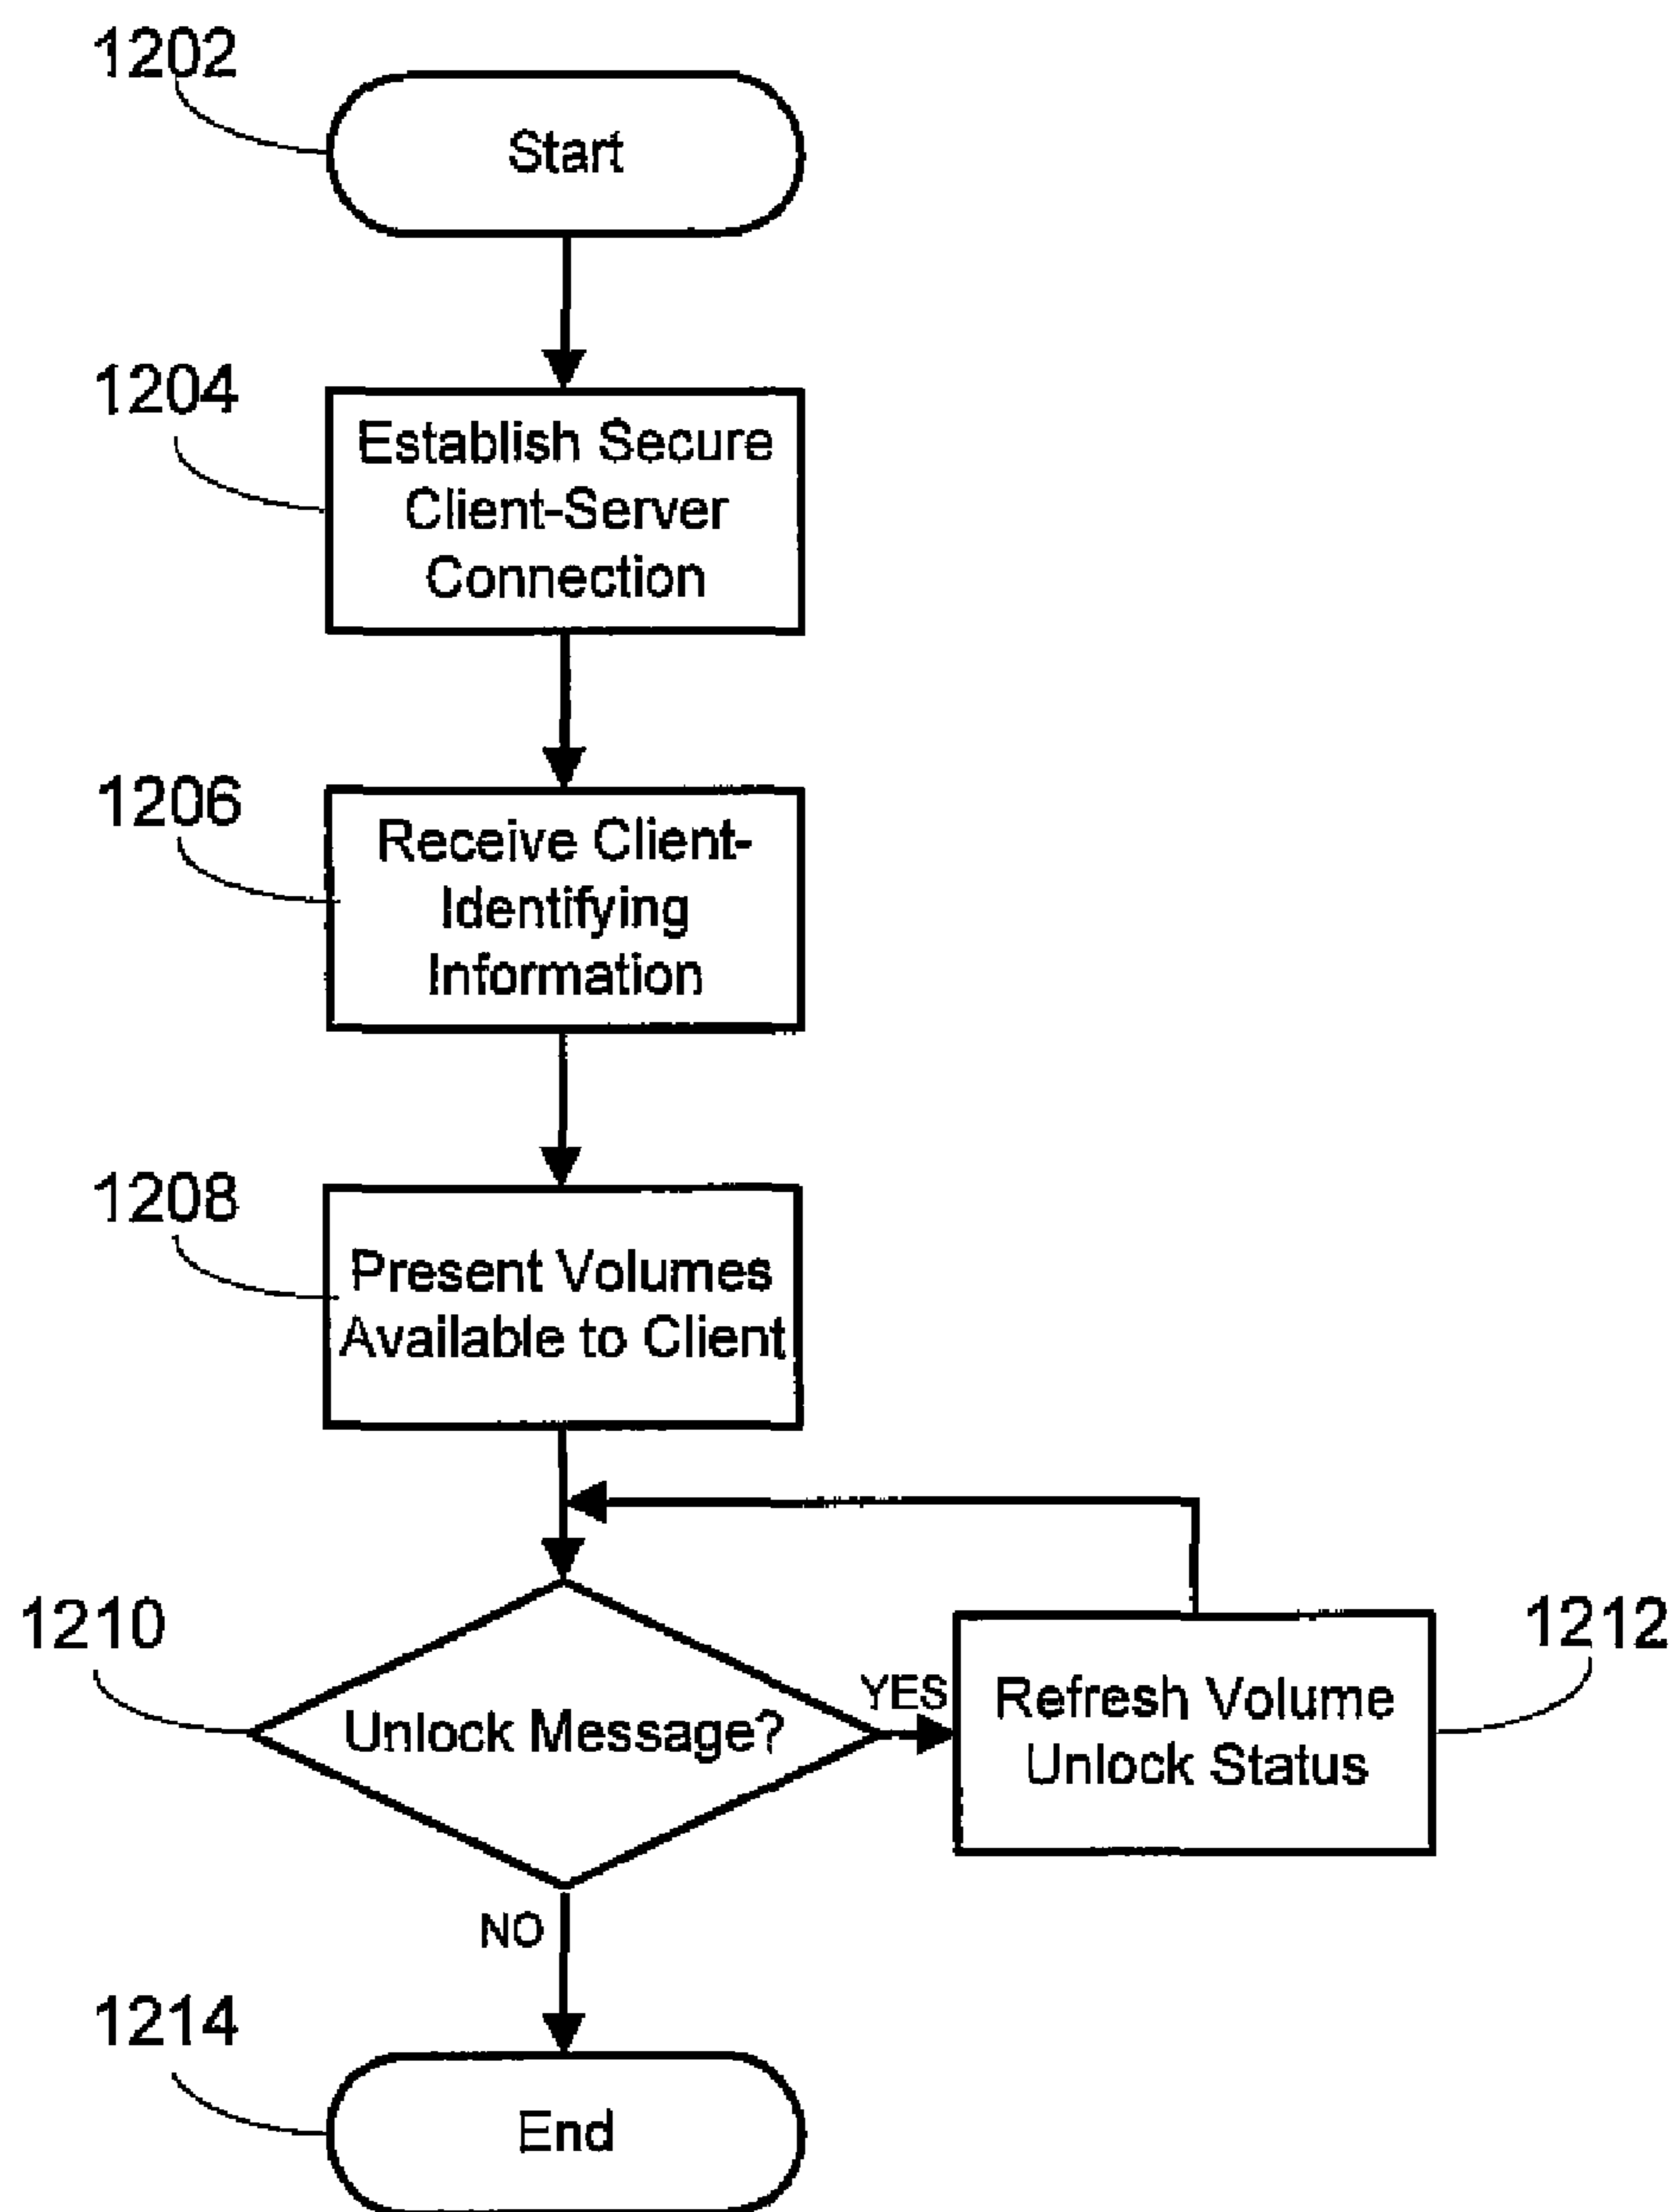 1202
Start
1204
Establish Secure
Client-Server
Connection
1206
Receive Client-
Identifying
Information
1208
Present Volumes
Available to Client
1210
Unlock Message?
YES
Refresh Volume
Unlock Status
1212
NO
1214
End